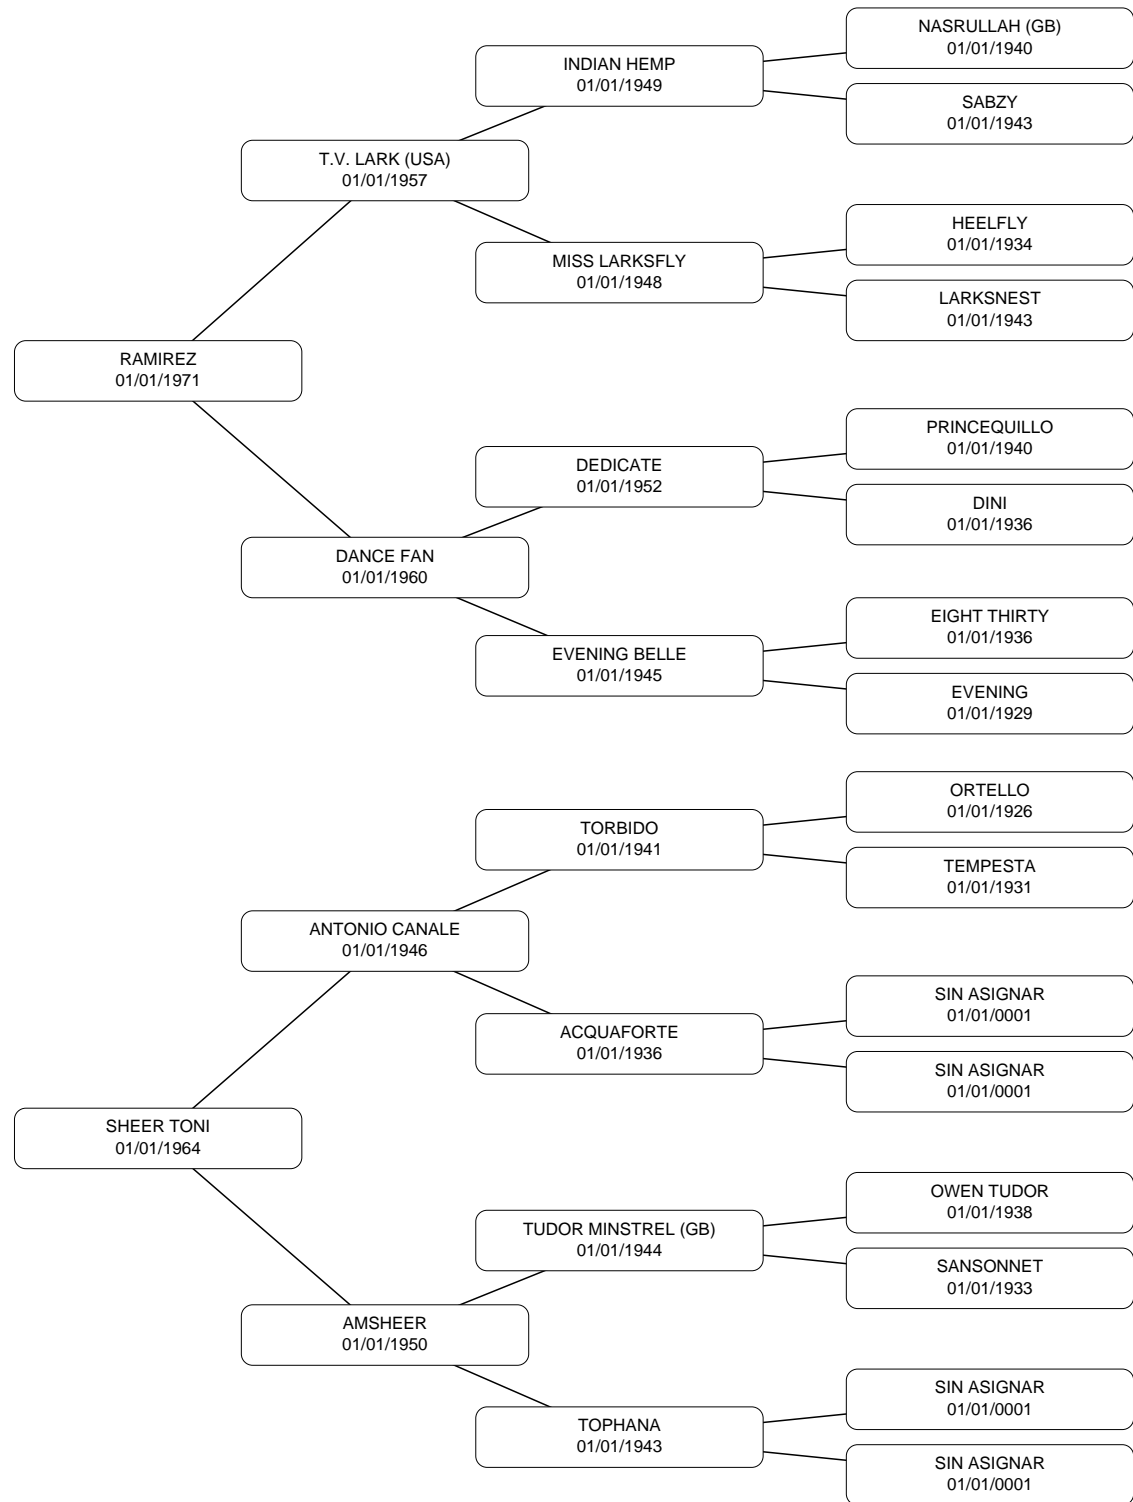 NASRULLAH (GB)
01/01/1940
INDIAN HEMP
01/01/1949
SABZY
01/01/1943
T.V. LARK (USA)
01/01/1957
HEELFLY
01/01/1934
MISS LARKSFLY
01/01/1948
LARKSNEST
01/01/1943
RAMIREZ
01/01/1971
PRINCEQUILLO
01/01/1940
DEDICATE
01/01/1952
DINI
01/01/1936
DANCE FAN
01/01/1960
EIGHT THIRTY
01/01/1936
EVENING BELLE
01/01/1945
EVENING
01/01/1929
ORTELLO
01/01/1926
TORBIDO
01/01/1941
TEMPESTA
01/01/1931
ANTONIO CANALE
01/01/1946
SIN ASIGNAR
01/01/0001
ACQUAFORTE
01/01/1936
SIN ASIGNAR
01/01/0001
SHEER TONI
01/01/1964
OWEN TUDOR
01/01/1938
TUDOR MINSTREL (GB)
01/01/1944
SANSONNET
01/01/1933
AMSHEER
01/01/1950
SIN ASIGNAR
01/01/0001
TOPHANA
01/01/1943
SIN ASIGNAR
01/01/0001